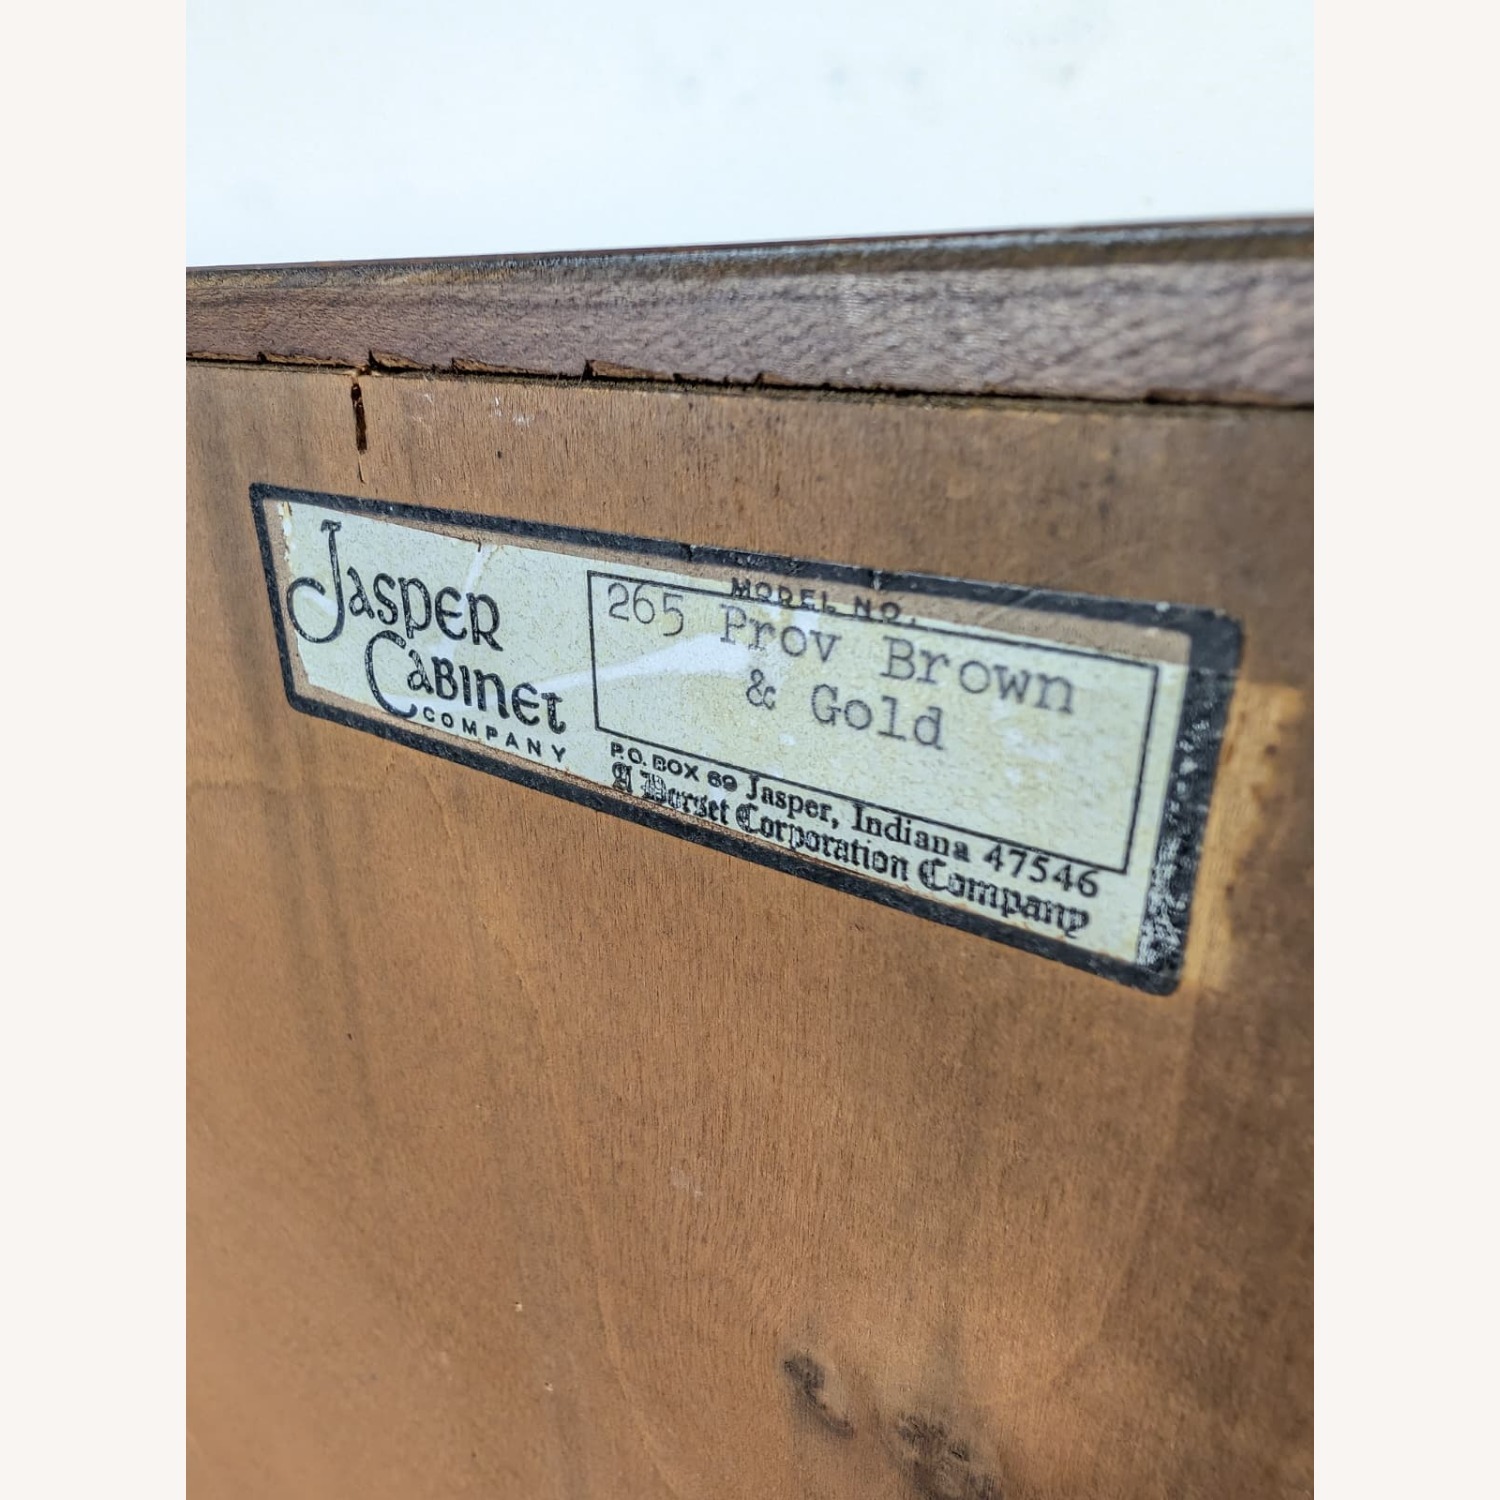 Jasper
Cabinet
COMPANY
MODEL NO.
265 Prov Brown
& Gold
P.O. BOX 69 Jasper, Indiana 47546
A Dorset Corporation Company